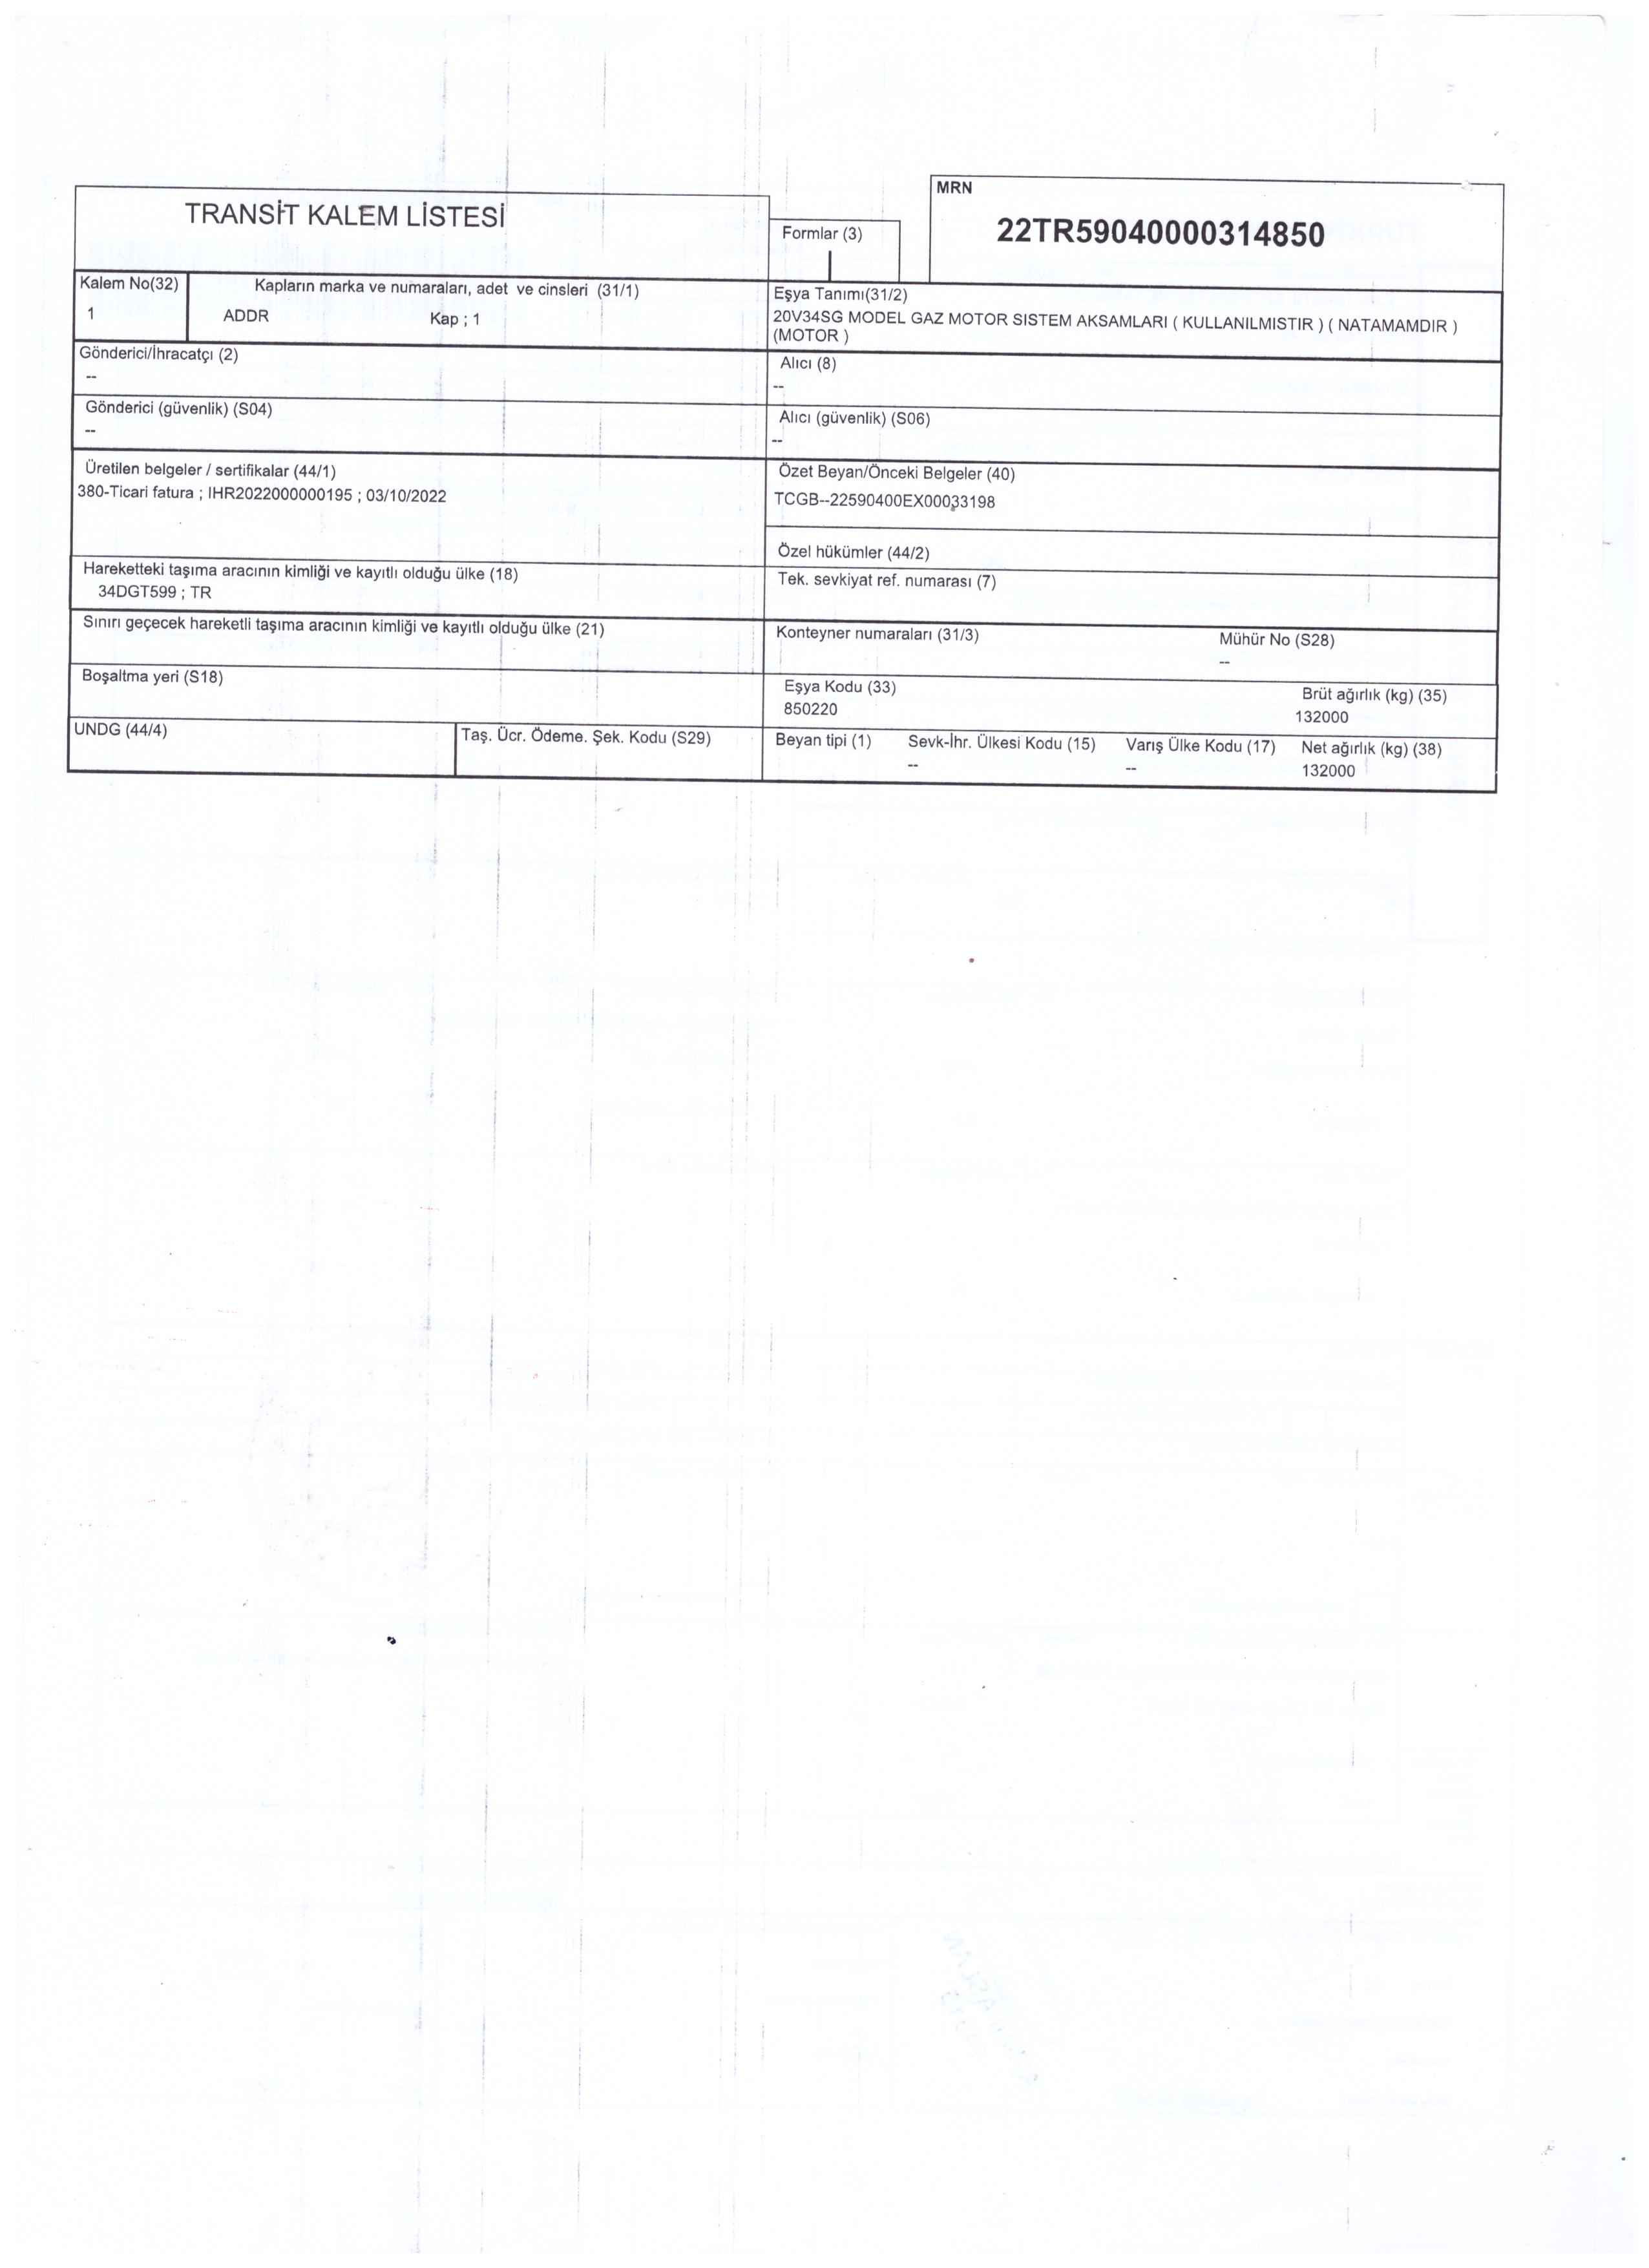 TRANSİT KALEM LİSTESİ
Formlar (3)
MRN
22TR59040000314850
Kalem No(32)
1
Kapların marka ve numaraları, adet ve cinsleri (31/1)
ADDR Kap ; 1
Eşya Tanımı(31/2)
20V34SG MODEL GAZ MOTOR SISTEM AKSAMLARI ( KULLANILMISTIR ) ( NATAMAMDIR )
(MOTOR )
Gönderici/İhracatçı (2)
--
Alıcı (8)
--
Gönderici (güvenlik) (S04)
--
Alıcı (güvenlik) (S06)
--
Üretilen belgeler / sertifikalar (44/1)
380-Ticari fatura ; IHR2022000000195 ; 03/10/2022
Özet Beyan/Önceki Belgeler (40)
TCGB--22590400EX00033198
Özel hükümler (44/2)
Hareketteki taşıma aracının kimliği ve kayıtlı olduğu ülke (18)
34DGT599 ; TR
Tek. sevkiyat ref. numarası (7)
Sınırı geçecek hareketli taşıma aracının kimliği ve kayıtlı olduğu ülke (21)
Konteyner numaraları (31/3)
Mühür No (S28)
--
Boşaltma yeri (S18)
Eşya Kodu (33)
850220
Brüt ağırlık (kg) (35)
132000
UNDG (44/4)
Taş. Ücr. Ödeme. Şek. Kodu (S29)
Beyan tipi (1)
Sevk-İhr. Ülkesi Kodu (15)
--
Varış Ülke Kodu (17)
--
Net ağırlık (kg) (38)
132000